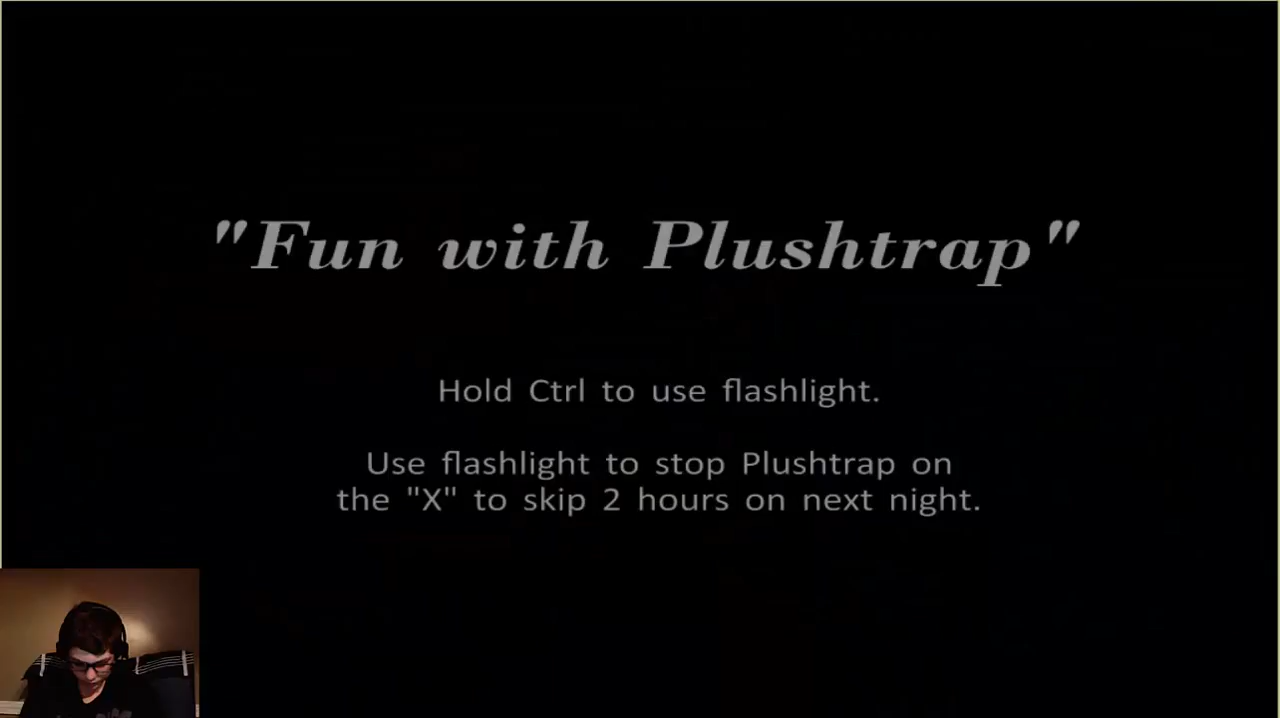 "Fun with Plushtrap"
Hold Ctrl to use flashlight.
Use flashlight to stop Plushtrap on
the "X" to skip 2 hours on next night.